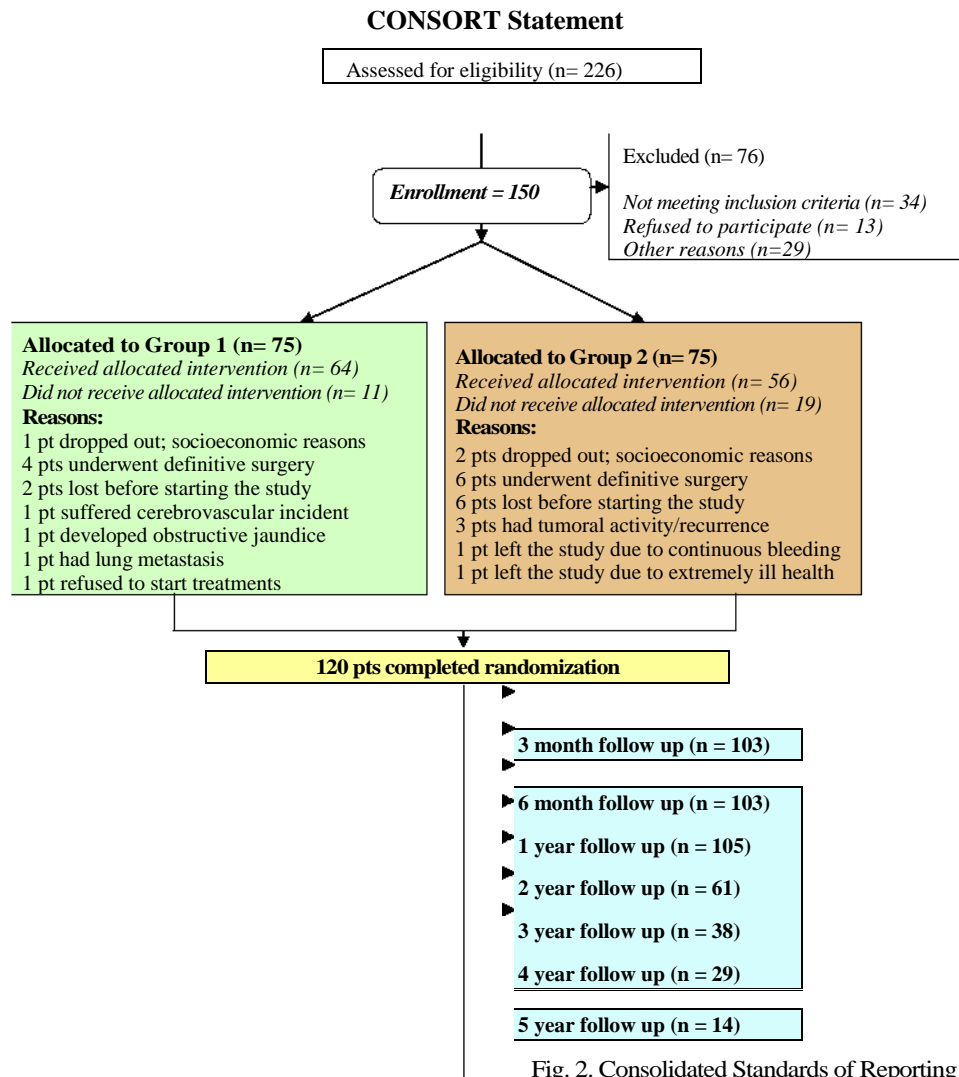 CONSORT Statement
Assessed for eligibility (n= 226)
Excluded (n= 76)
Enrollment = 150
Not meeting inclusion criteria (n= 34)
Refused to participate (n= 13)
Other reasons (n=29)
Allocated to Group 1 (n= 75)
Received allocated intervention (n= 64)
Did not receive allocated intervention (n= 11)
Reasons:
1 pt dropped out; socioeconomic reasons
4 pts underwent definitive surgery
2 pts lost before starting the study
1 pt suffered cerebrovascular incident
1 pt developed obstructive jaundice
1 pt had lung metastasis
1 pt refused to start treatments
Allocated to Group 2 (n= 75)
Received allocated intervention (n= 56)
Did not receive allocated intervention (n= 19)
Reasons:
2 pts dropped out; socioeconomic reasons
6 pts underwent definitive surgery
6 pts lost before starting the study
3 pts had tumoral activity/recurrence
1 pt left the study due to continuous bleeding
1 pt left the study due to extremely ill health
120 pts completed randomization
3 month follow up (n = 103)
6 month follow up (n = 103)
1 year follow up (n = 105)
2 year follow up (n = 61)
3 year follow up (n = 38)
4 year follow up (n = 29)
5 year follow up (n = 14)
Fig. 2. Consolidated Standards of Reporting